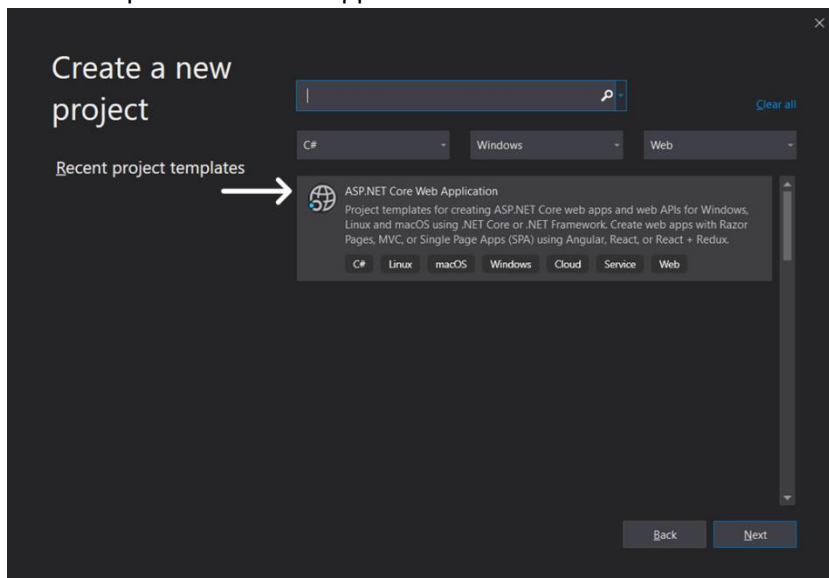 Create a new
project
Clear all
C#
Windows
Web
Recent project templates
ASP.NET Core Web Application
Project templates for creating ASP.NET Core web apps and web APIs for Windows,
Linux and macOS using .NET Core or .NET Framework. Create web apps with Razor
Pages, MVC, or Single Page Apps (SPA) using Angular, React, or React + Redux.
C# Linux macOS Windows Cloud Service Web
Back
Next